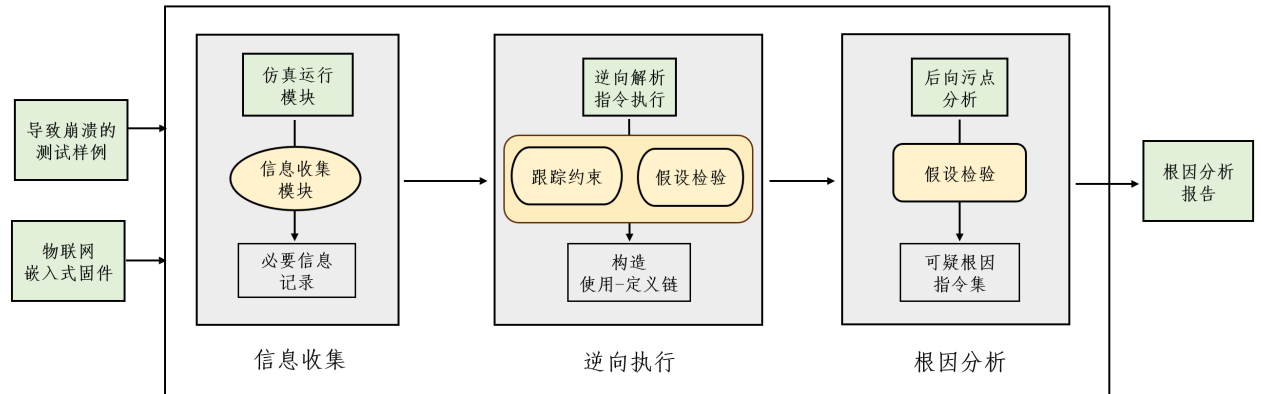 导致崩溃的
测试样例
物联网
嵌入式固件
仿真运行
模块
信息收集
模块
必要信息
记录
信息收集
逆向解析
指令执行
跟踪约束
假设检验
构造
使用-定义链
逆向执行
后向污点
分析
假设检验
可疑根因
指令集
根因分析
根因分析
报告